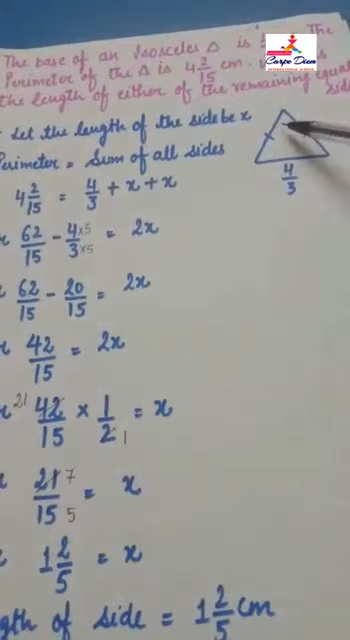 Carpe Diem
INTERNATIONAL SCHOOL
The base of an Isosceles Δ is The
Perimeter of the Δ is 4 2/15 cm.
the length of either of the remaining equal
sides
Let the length of the side be x
Perimeter = Sum of all sides
4 2/15 = 4/3 + x + x
4/3
62/15 - 4×5/3×5 = 2x
62/15 - 20/15 = 2x
42/15 = 2x
21 42/15 × 1/2 1 = x
21 7/15 5 = x
1 2/5 = x
gth of side = 1 2/5 cm